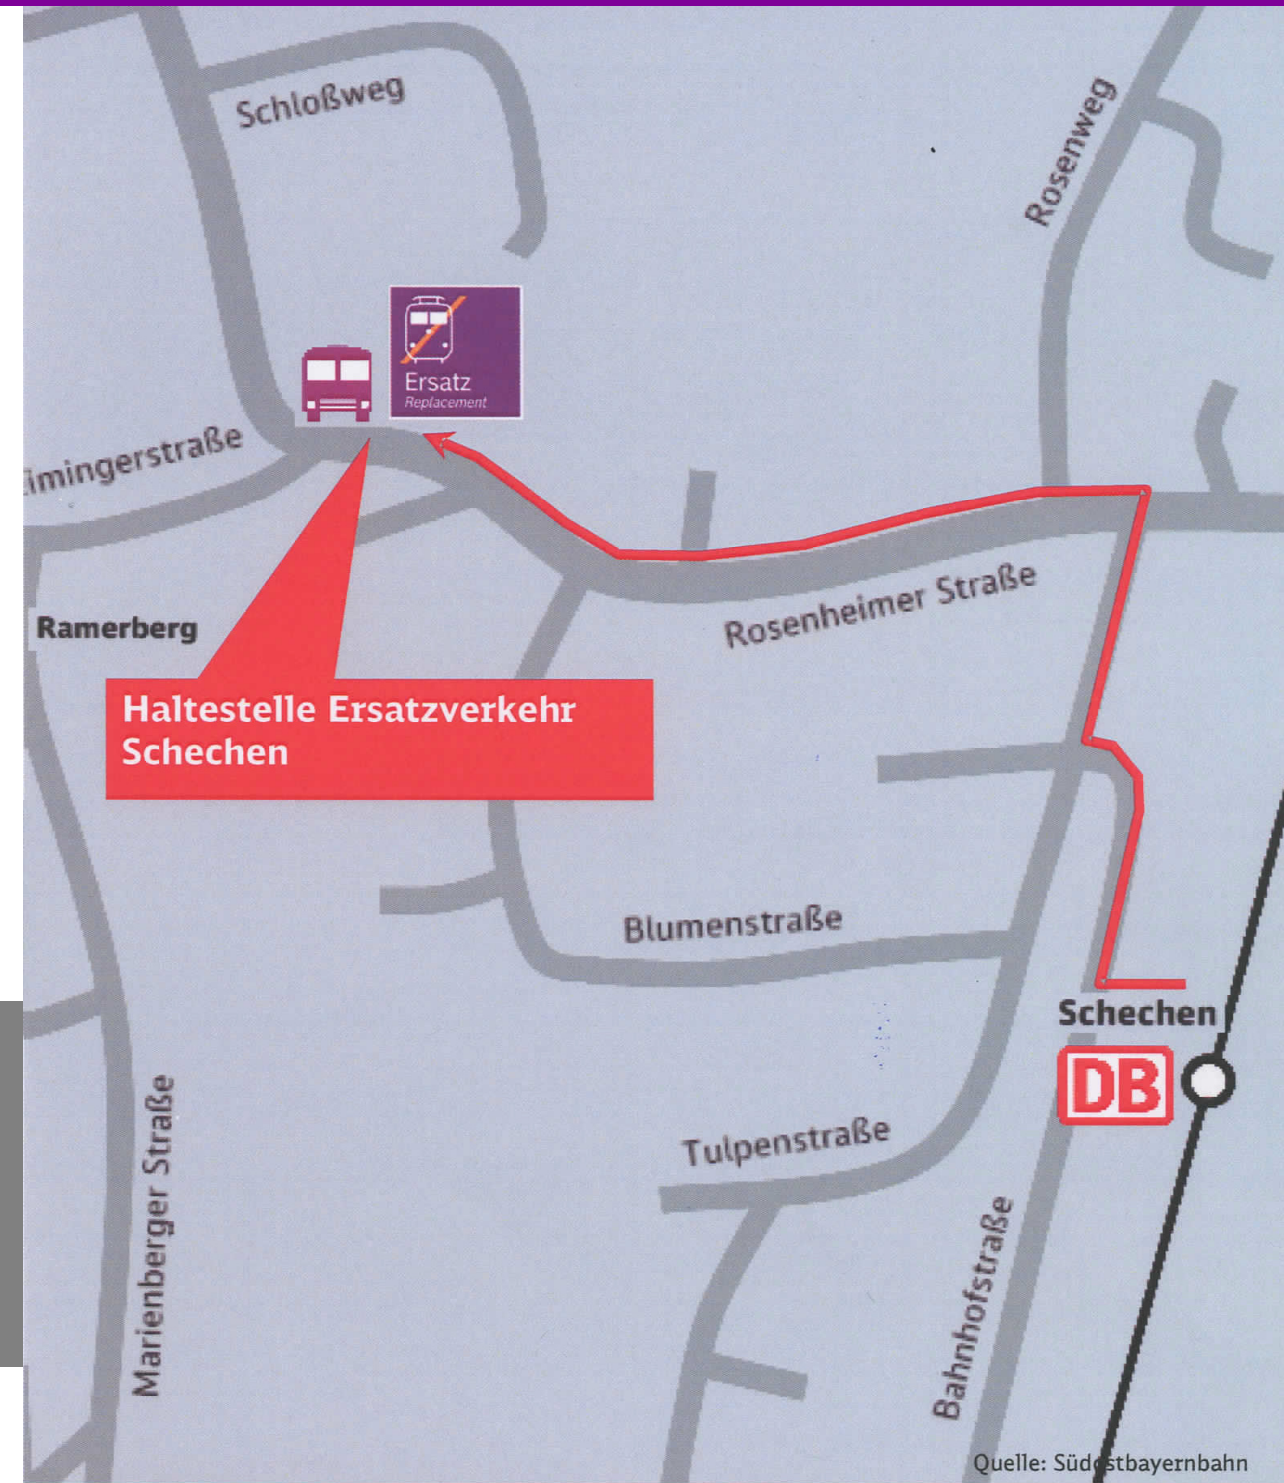 Schloßweg
Rosenweg
Ersatz
Replacement
imingerstraße
Ramerberg
Rosenheimer Straße
Haltestelle Ersatzverkehr
Schechen
Blumenstraße
Schechen
DB
Tulpenstraße
Marienberger Straße
Bahnhofstraße
Quelle: Südostbayernbahn